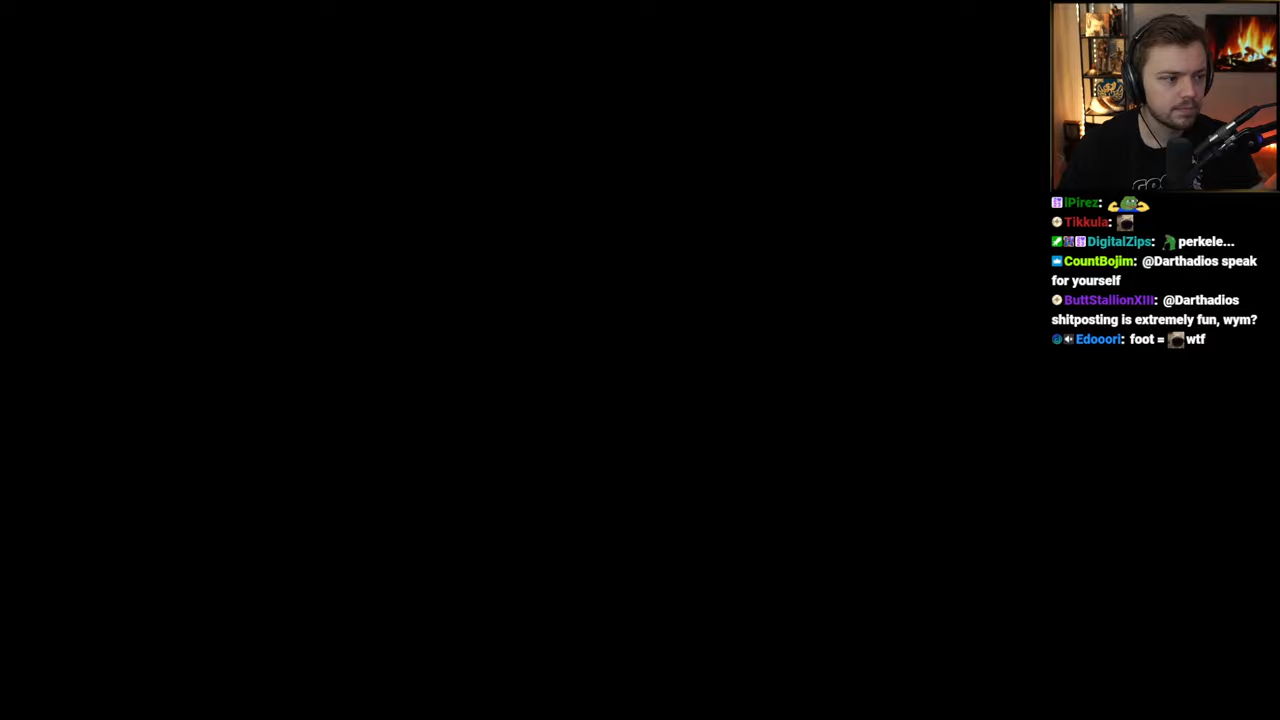 iPirez:
Tikkula:
DigitalZips: perkele...
CountBojim: @Darthadios speak
for yourself
ButtStallionXIII: @Darthadios
shitposting is extremely fun, wym?
Edooori: foot = wtf